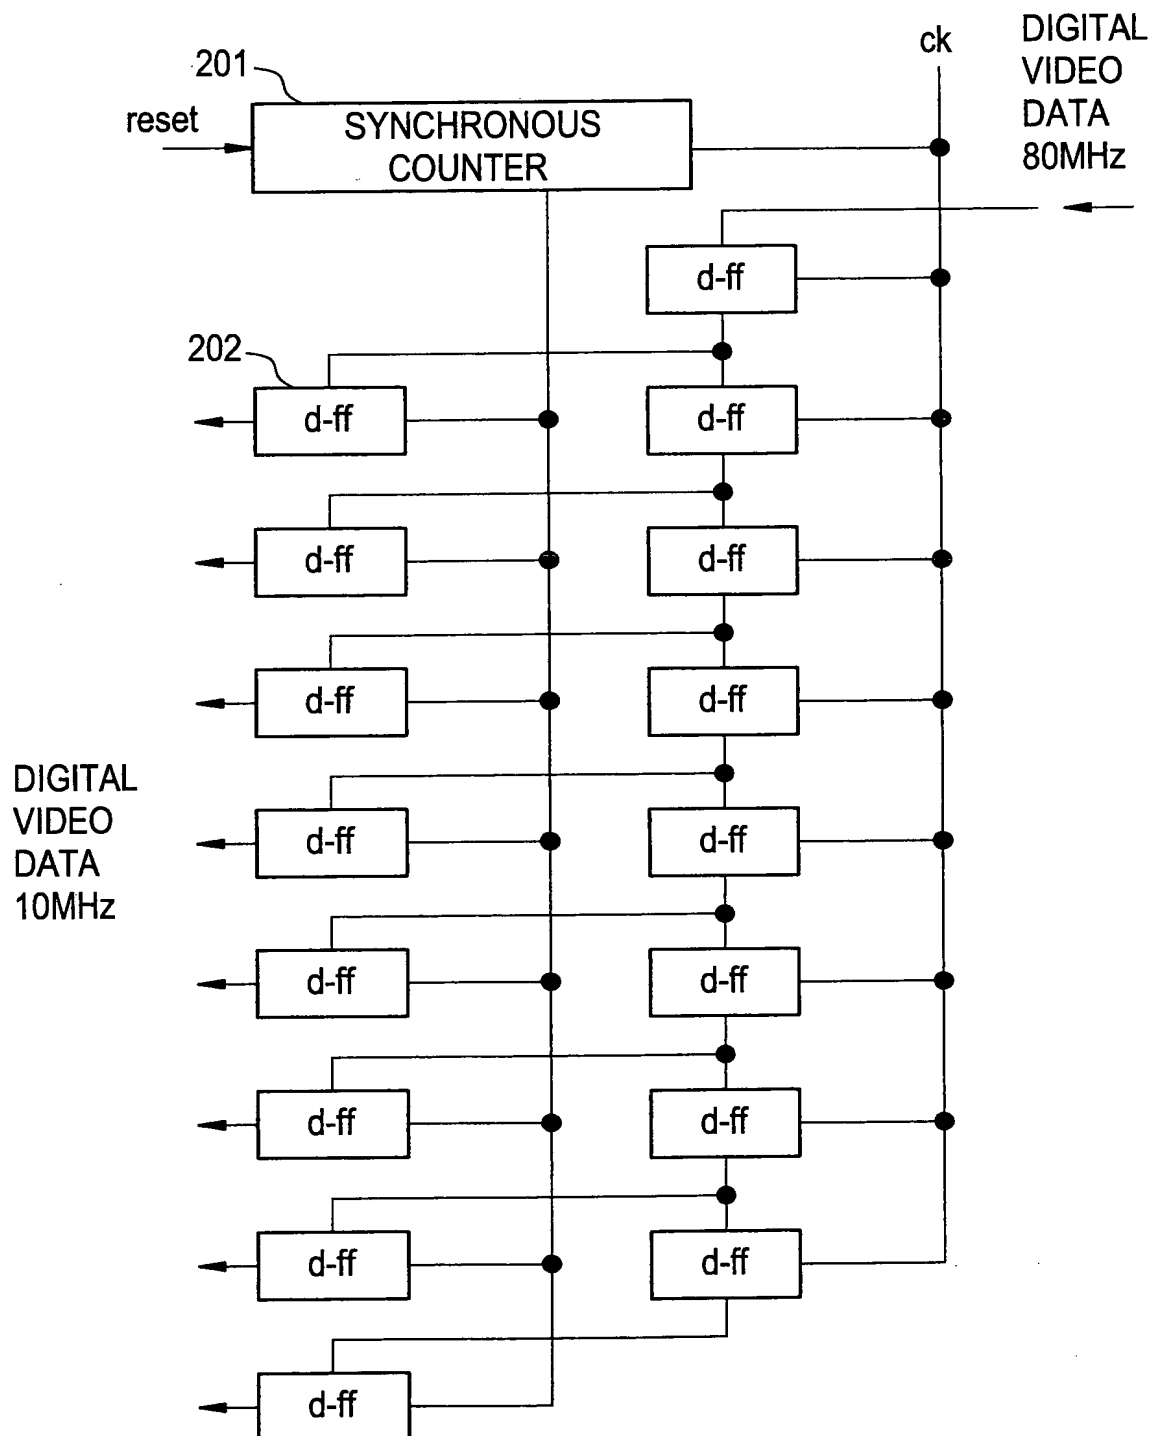 ck
DIGITAL
VIDEO
DATA
80MHz
201
reset
SYNCHRONOUS
COUNTER
d-ff
202
d-ff
d-ff
d-ff
d-ff
d-ff
d-ff
DIGITAL
VIDEO
DATA
10MHz
d-ff
d-ff
d-ff
d-ff
d-ff
d-ff
d-ff
d-ff
d-ff